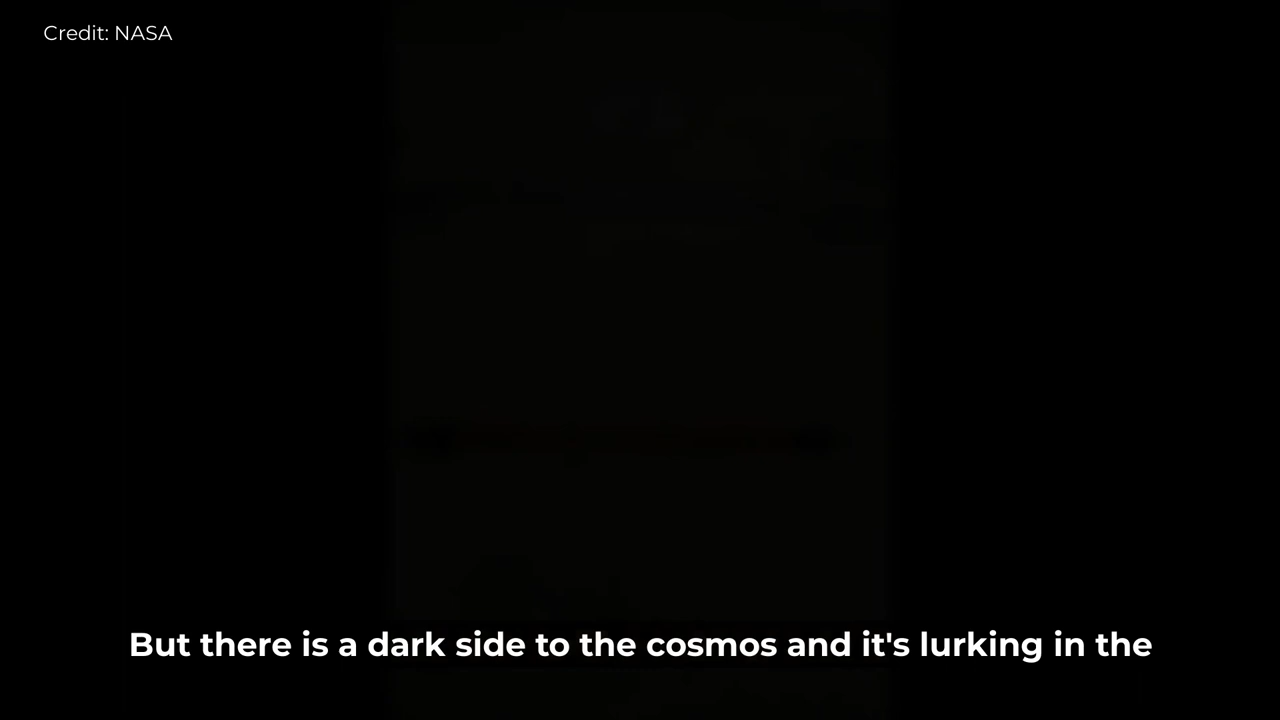 Credit: NASA
But there is a dark side to the cosmos and it's lurking in the